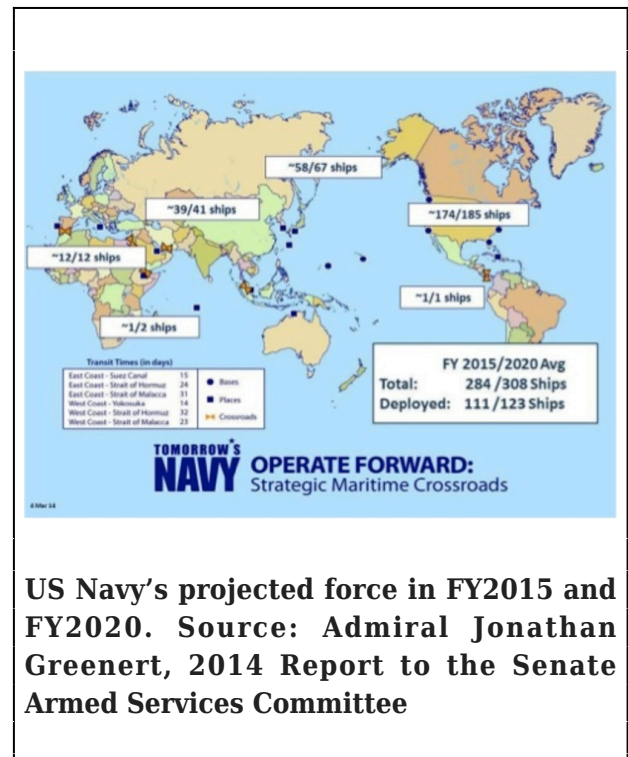 ~58/67 ships
~39/41 ships
~174/185 ships
~12/12 ships
~1/1 ships
~1/2 ships
FY 2015/2020 Avg
Total: 284 /308 Ships
Deployed: 111/123 Ships
Transit Times (in days)
East Coast - Suez Canal 15
East Coast - Strait of Hormuz 24
East Coast - Strait of Malacca 31
West Coast - Yokosuka 14
West Coast - Strait of Hormuz 32
West Coast - Strait of Malacca 23
Bases
Places
Crossroads
TOMORROW'S
NAVY
OPERATE FORWARD:
Strategic Maritime Crossroads
4 Mar 14
US Navy’s projected force in FY2015 and
FY2020. Source: Admiral Jonathan
Greenert, 2014 Report to the Senate
Armed Services Committee